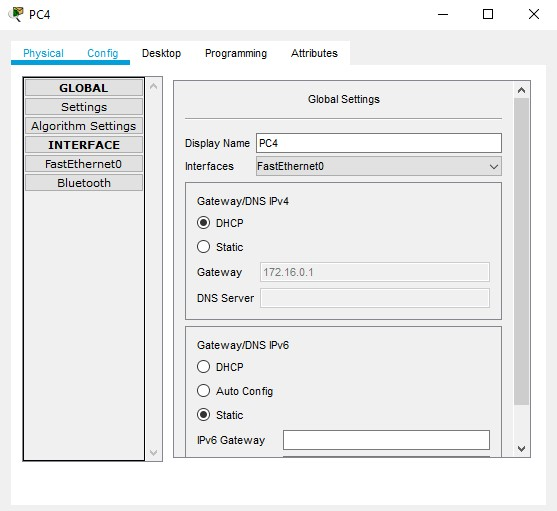 PC4
Physical Config Desktop Programming Attributes
GLOBAL
Settings
Algorithm Settings
INTERFACE
FastEthernet0
Bluetooth
Global Settings
Display Name PC4
Interfaces FastEthernet0
Gateway/DNS IPv4
DHCP
Static
Gateway 172.16.0.1
DNS Server
Gateway/DNS IPv6
DHCP
Auto Config
Static
IPv6 Gateway